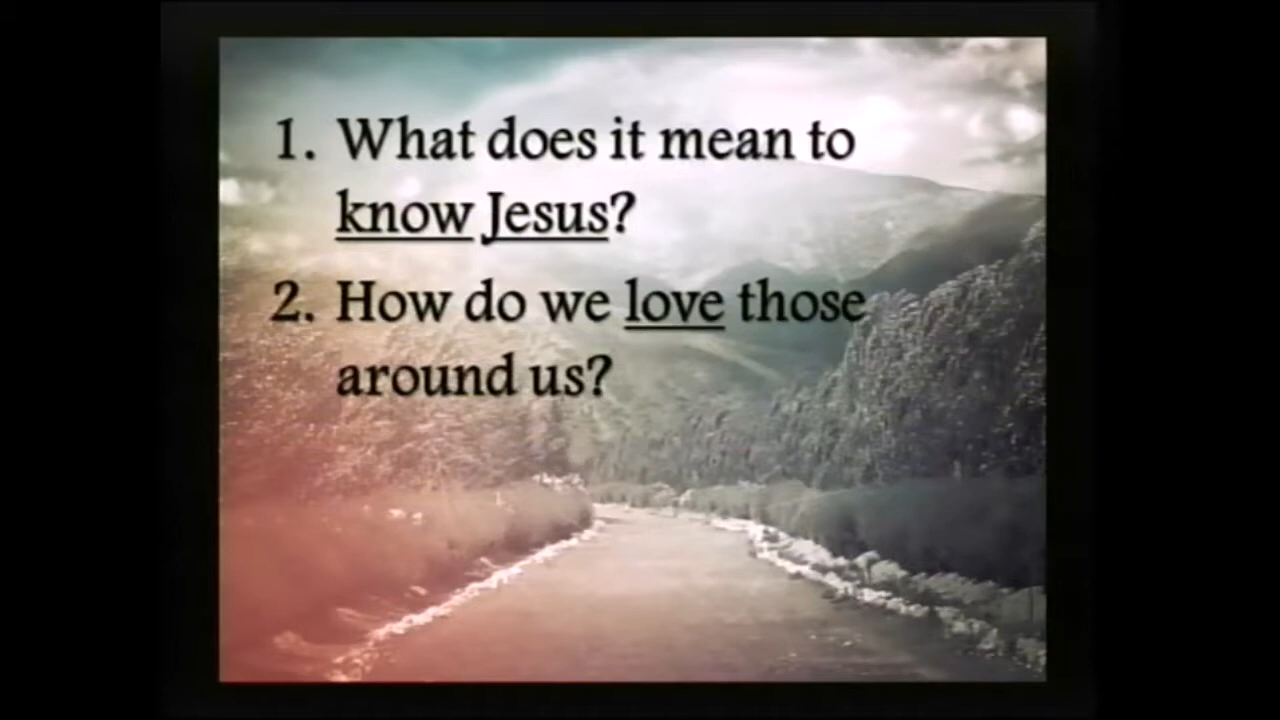 1. What does it mean to
know Jesus?
2. How do we love those
around us?